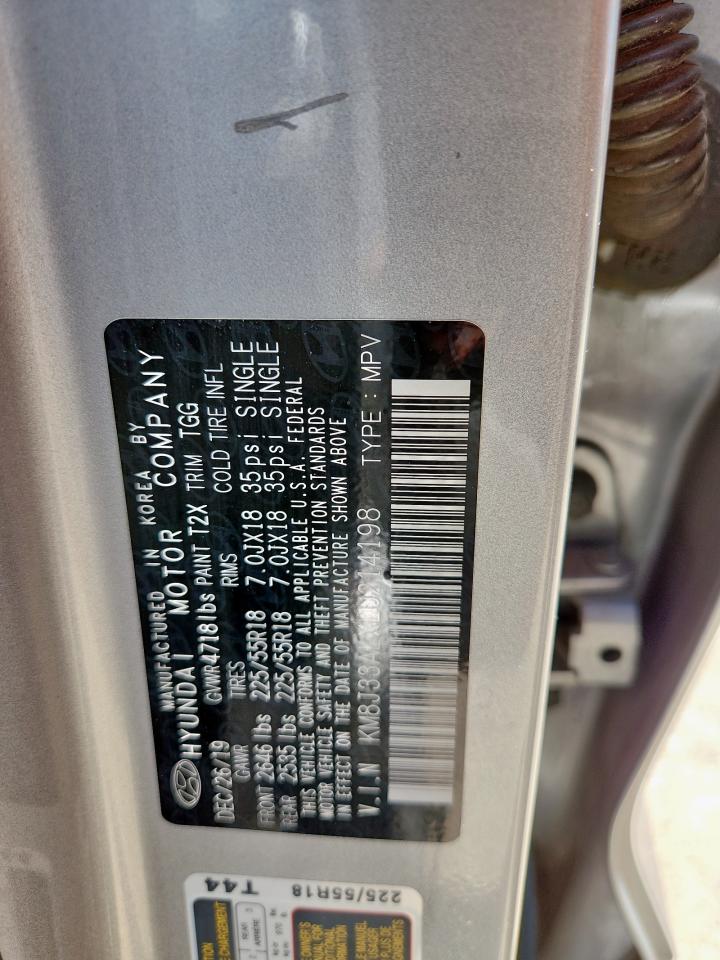 MANUFACTURED IN KOREA BY
HYUNDAI MOTOR COMPANY
DEC/26/19 GVWR 4718 lbs PAINT T2X TRIM TGG
GAWR TIRES RIMS COLD TIRE INFL
FRONT 2646 lbs 225/55R18 7.0JX18 35psi SINGLE
REAR 2535 lbs 225/55R18 7.0JX18 35psi SINGLE
THIS VEHICLE CONFORMS TO ALL APPLICABLE U.S.A. FEDERAL
MOTOR VEHICLE SAFETY AND THEFT PREVENTION STANDARDS
IN EFFECT ON THE DATE OF MANUFACTURE SHOWN ABOVE
V.I.N TYPE : MPV
T44
225/55R18